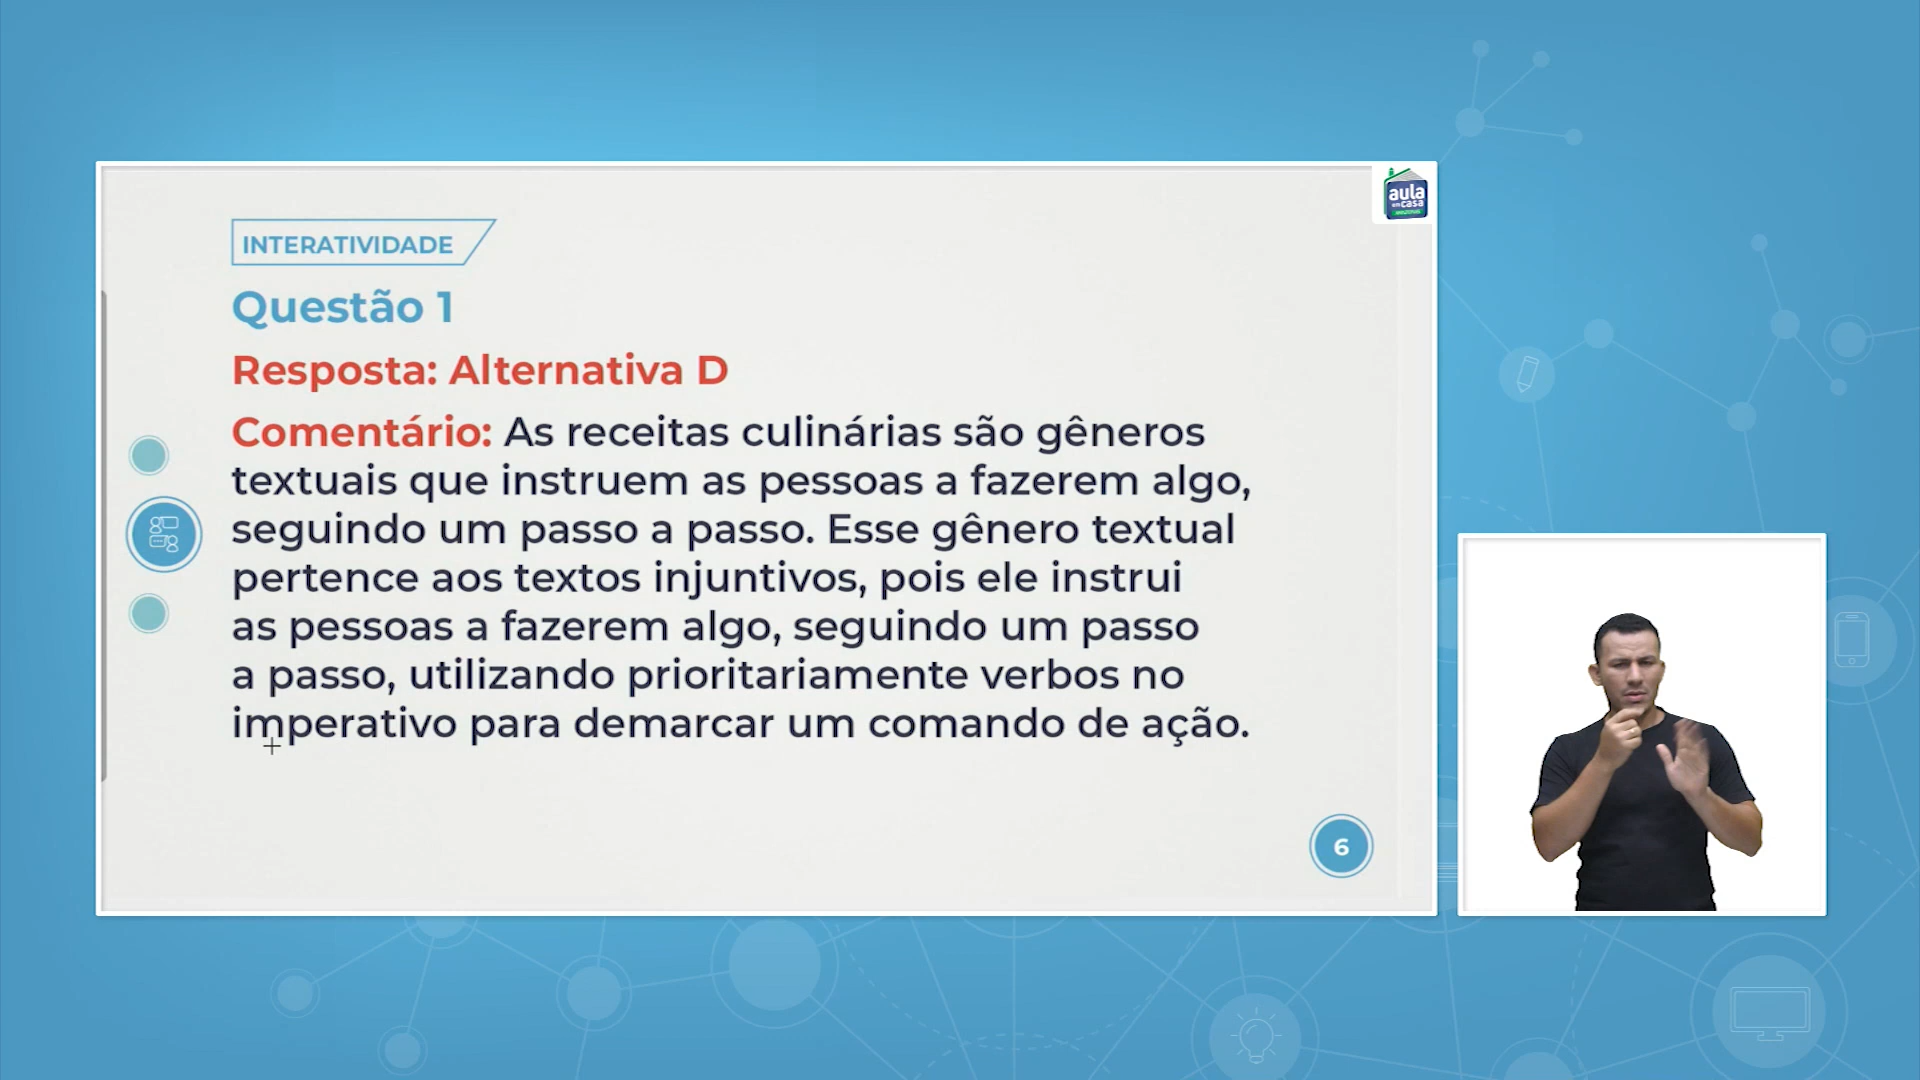 aula
em casa
INTERATIVIDADE
Questão 1
Resposta: Alternativa D
Comentário: As receitas culinárias são gêneros
textuais que instruem as pessoas a fazerem algo,
seguindo um passo a passo. Esse gênero textual
pertence aos textos injuntivos, pois ele instrui
as pessoas a fazerem algo, seguindo um passo
a passo, utilizando prioritariamente verbos no
imperativo para demarcar um comando de ação.
6